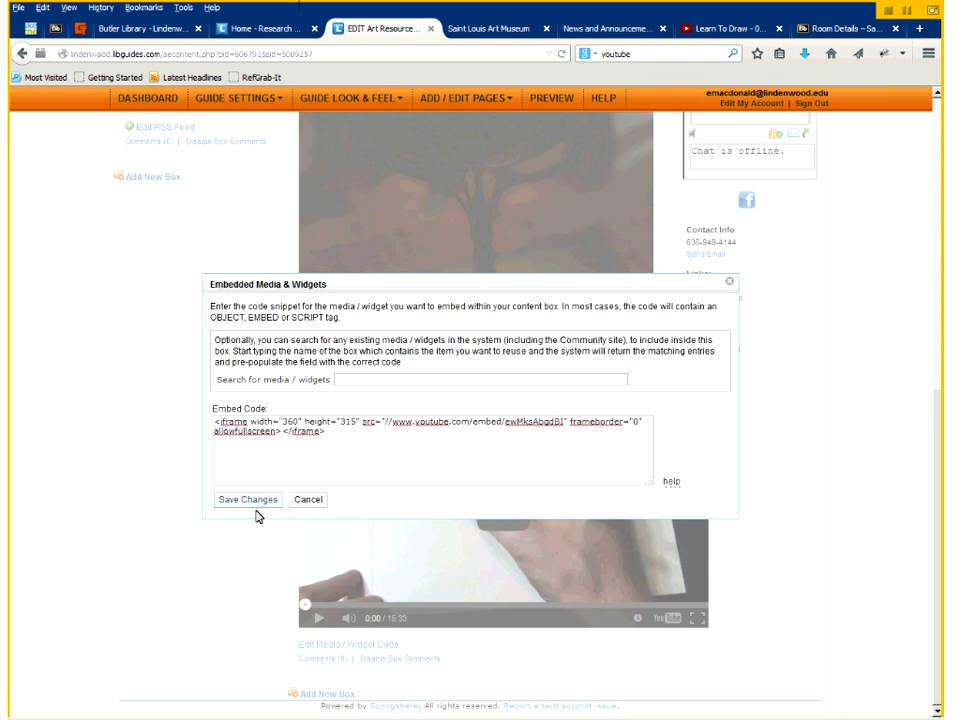 File Edit View History Bookmarks Tools Help
Butler Library - Lindenw... × Home - Research ... × EDIT Art Resource... × Saint Louis Art Museum × News and Announceme... × Learn To Draw - 0... × Room Details -- Sa... × +
lindenwood.libguides.com/aecontent.php?pid=606791&sid=5009257 youtube
Most Visited Getting Started Latest Headlines RefGrab-It
DASHBOARD GUIDE SETTINGS GUIDE LOOK & FEEL ADD / EDIT PAGES PREVIEW HELP
emacdonald@lindenwood.edu
Edit My Account | Sign Out
Edit RSS Feed
Comments (0) | Disable Box Comments
Add New Box
Chat is offline.
Contact Info
636-949-4144
Send Email
Links:
Embedded Media & Widgets
Enter the code snippet for the media / widget you want to embed within your content box. In most cases, the code will contain an
OBJECT, EMBED or SCRIPT tag.
Optionally, you can search for any existing media / widgets in the system (including the Community site), to include inside this
box. Start typing the name of the box which contains the item you want to reuse and the system will return the matching entries
and pre-populate the field with the correct code.
Search for media / widgets
Embed Code:
<iframe width="360" height="315" src="//www.youtube.com/embed/ewMksAbgdBI" frameborder="0"
allowfullscreen></iframe>
help
Save Changes Cancel
0:00 / 15:33 YouTube
Edit Media / Widget Code
Comments (0) | Disable Box Comments
Add New Box
Powered by Springshare; All rights reserved. Report a tech support issue.